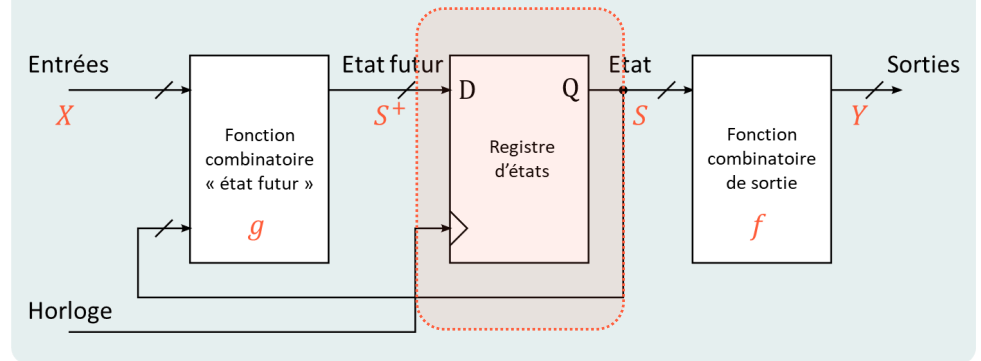 Entrées
X
Fonction
combinatoire
« état futur »
g
Etat futur
S⁺
D
Q
Registre
d’états
Etat
S
Fonction
combinatoire
de sortie
f
Sorties
Y
Horloge